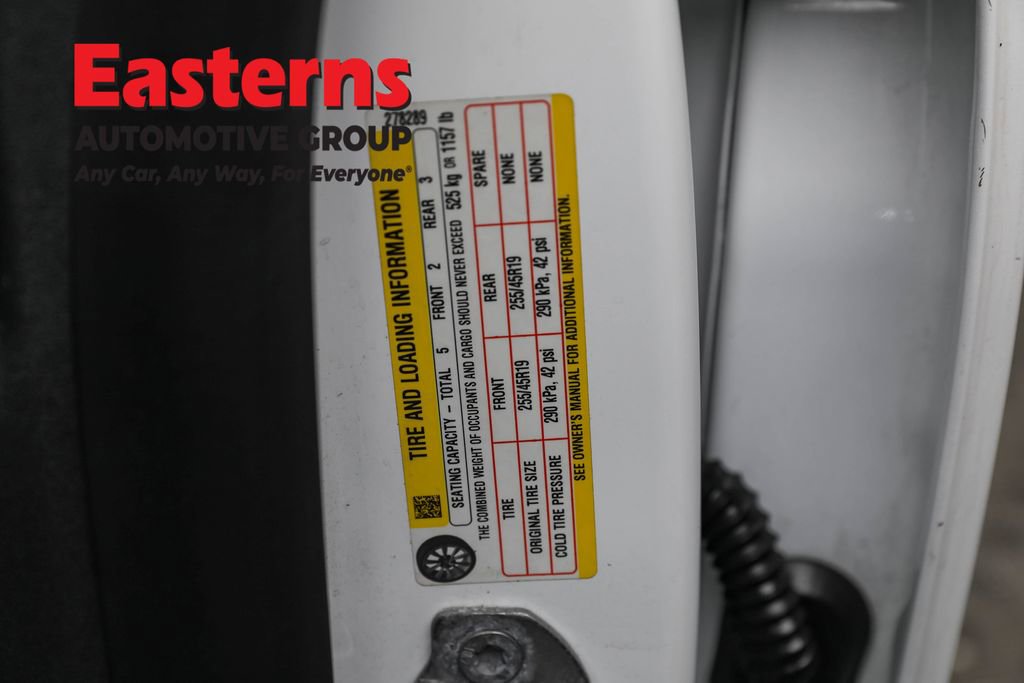 Easterns
AUTOMOTIVE GROUP
Any Car, Any Way, For Everyone®
278289
TIRE AND LOADING INFORMATION
SEATING CAPACITY – TOTAL 5 FRONT 2 REAR 3
THE COMBINED WEIGHT OF OCCUPANTS AND CARGO SHOULD NEVER EXCEED 525 kg OR 1157 lb
TIRE FRONT REAR SPARE
ORIGINAL TIRE SIZE 255/45R19 255/45R19 NONE
COLD TIRE PRESSURE 290 kPa, 42 psi 290 kPa, 42 psi NONE
SEE OWNER'S MANUAL FOR ADDITIONAL INFORMATION.